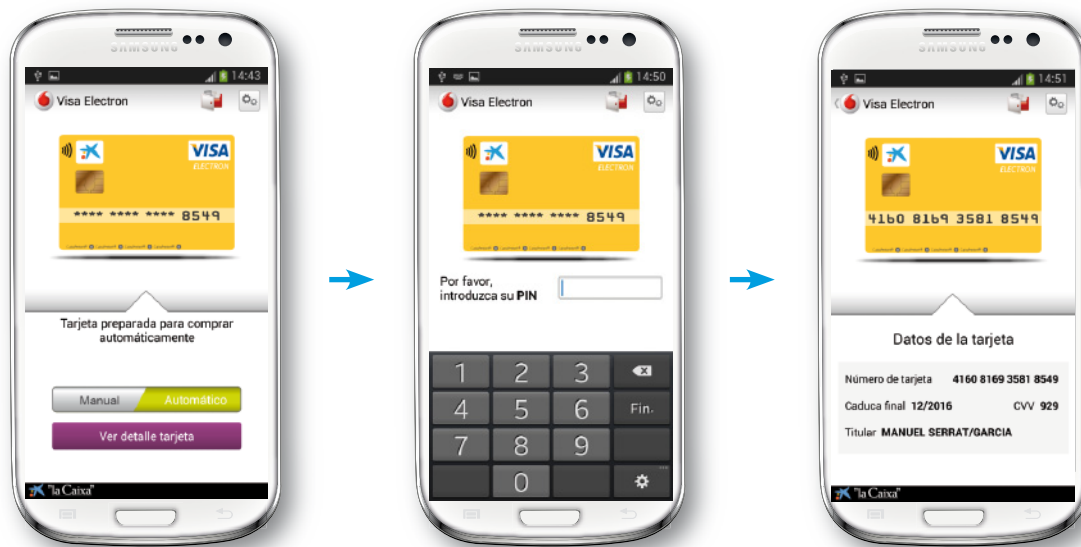 SAMSUNG
14:43
Visa Electron
VISA
ELECTRON
**** **** **** 8549
Tarjeta preparada para comprar
automáticamente
Manual
Automático
Ver detalle tarjeta
"la Caixa"
SAMSUNG
14:50
Visa Electron
VISA
ELECTRON
**** **** **** 8549
Por favor,
introduzca su PIN
1 2 3
4 5 6 Fin.
7 8 9
0
SAMSUNG
14:51
Visa Electron
VISA
ELECTRON
4160 8169 3581 8549
Datos de la tarjeta
Número de tarjeta 4160 8169 3581 8549
Caduca final 12/2016 CVV 929
Titular MANUEL SERRAT/GARCIA
"la Caixa"